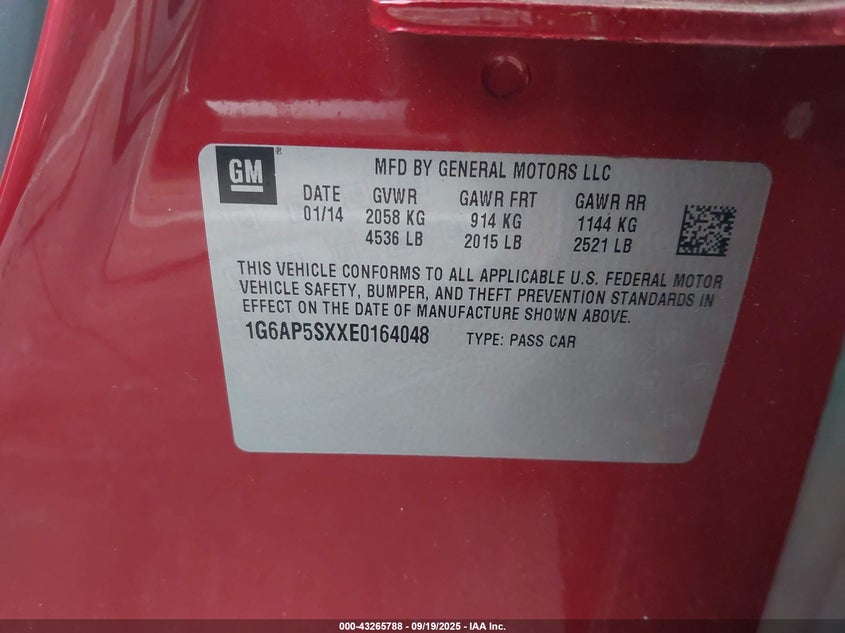 GM ®
MFD BY GENERAL MOTORS LLC
DATE GVWR GAWR FRT GAWR RR
01/14 2058 KG 914 KG 1144 KG
4536 LB 2015 LB 2521 LB
THIS VEHICLE CONFORMS TO ALL APPLICABLE U.S. FEDERAL MOTOR
VEHICLE SAFETY, BUMPER, AND THEFT PREVENTION STANDARDS IN
EFFECT ON THE DATE OF MANUFACTURE SHOWN ABOVE.
1G6AP5SXXE0164048 TYPE: PASS CAR
000-43265788 - 09/19/2025 - IAA Inc.